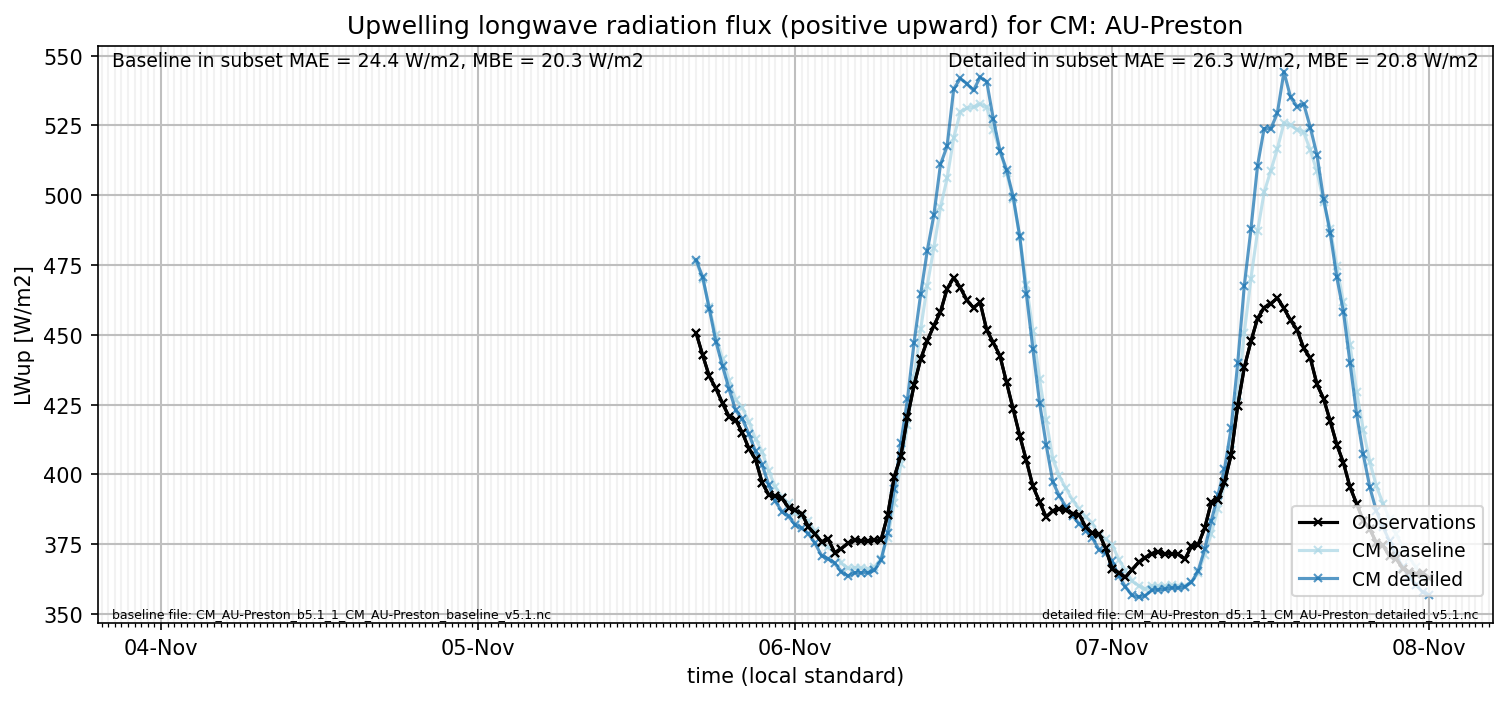 Upwelling longwave radiation flux (positive upward) for CM: AU-Preston
Baseline in subset MAE = 24.4 W/m2, MBE = 20.3 W/m2
Detailed in subset MAE = 26.3 W/m2, MBE = 20.8 W/m2
550
525
500
475
450
425
400
375
350
LWup [W/m2]
Observations
CM baseline
CM detailed
baseline file: CM_AU-Preston_b5.1_1_CM_AU-Preston_baseline_v5.1.nc
detailed file: CM_AU-Preston_d5.1_1_CM_AU-Preston_detailed_v5.1.nc
04-Nov
05-Nov
06-Nov
07-Nov
08-Nov
time (local standard)